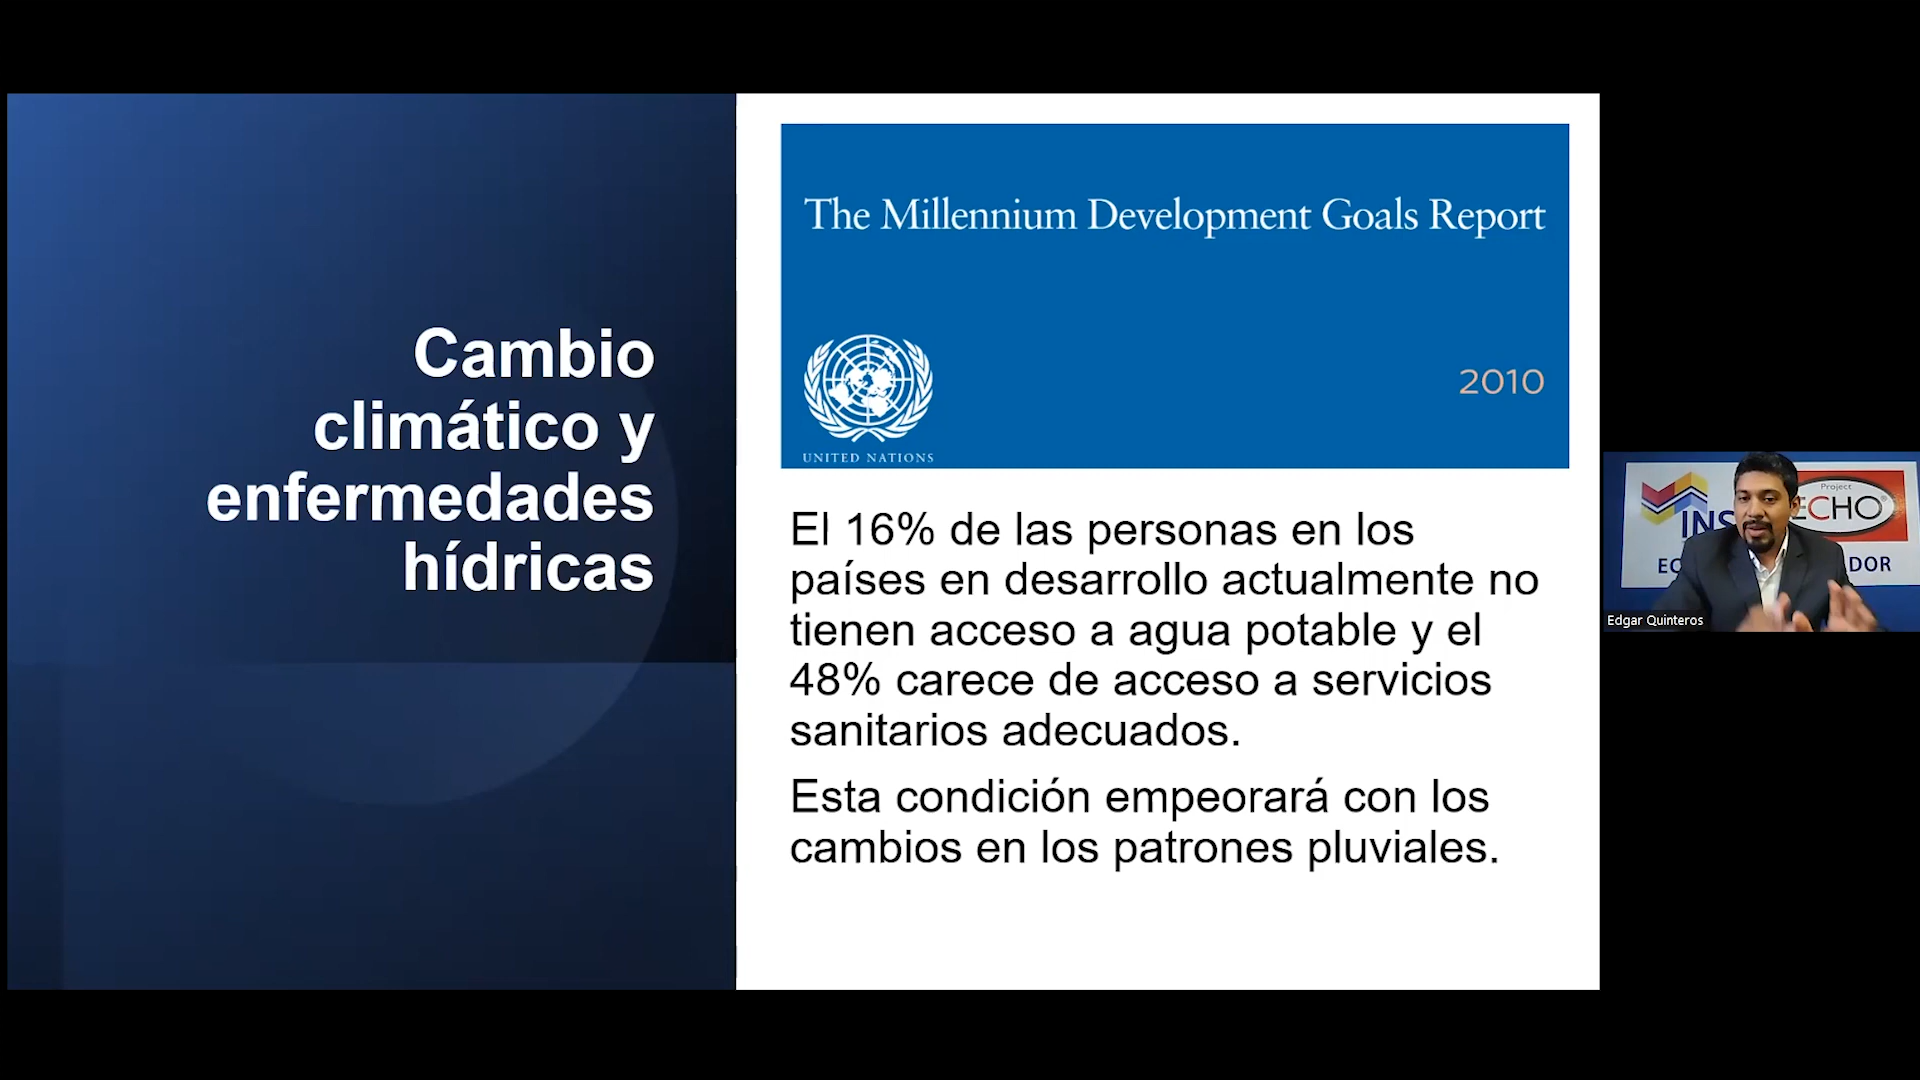 Cambio
climático y
enfermedades
hídricas
The Millennium Development Goals Report
2010
UNITED NATIONS
El 16% de las personas en los
países en desarrollo actualmente no
tienen acceso a agua potable y el
48% carece de acceso a servicios
sanitarios adecuados.
Esta condición empeorará con los
cambios en los patrones pluviales.
Project
ECHO®
INS
Edgar Quinteros